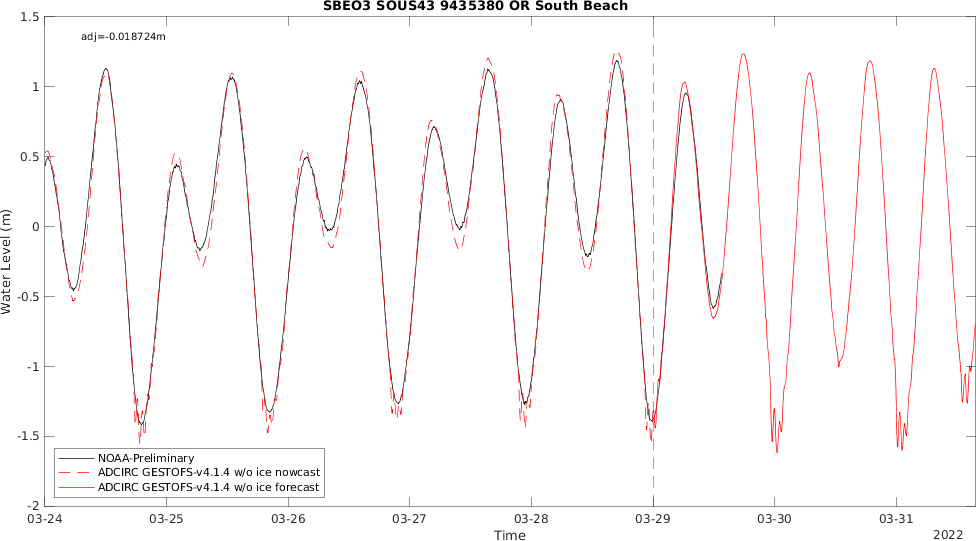 SBEO3 SOUS43 9435380 OR South Beach
adj=-0.018724m
1.5
1
0.5
0
-0.5
-1
-1.5
-2
Water Level (m)
NOAA-Preliminary
ADCIRC GESTOFS-v4.1.4 w/o ice nowcast
ADCIRC GESTOFS-v4.1.4 w/o ice forecast
03-24 03-25 03-26 03-27 03-28 03-29 03-30 03-31
Time
2022